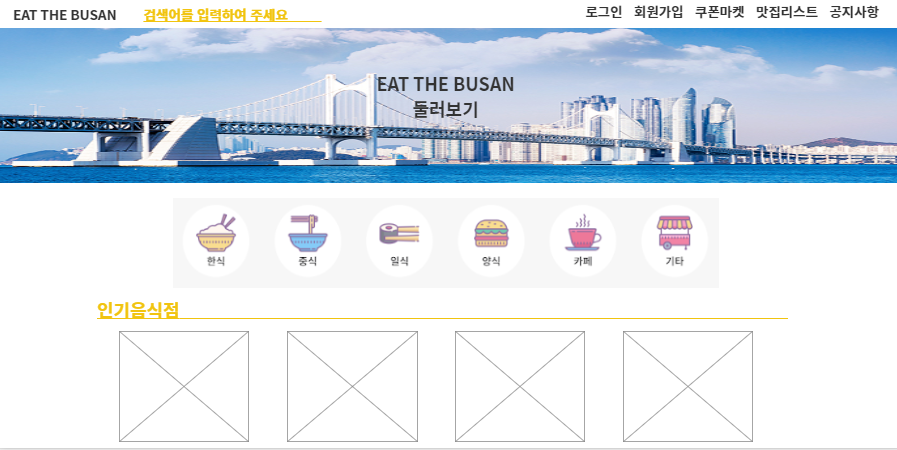 EAT THE BUSAN 검색어를 입력하여 주세요 로그인 회원가입 쿠폰마켓 맛집리스트 공지사항
EAT THE BUSAN
둘러보기
한식 중식 일식 양식 카페 기타
인기음식점